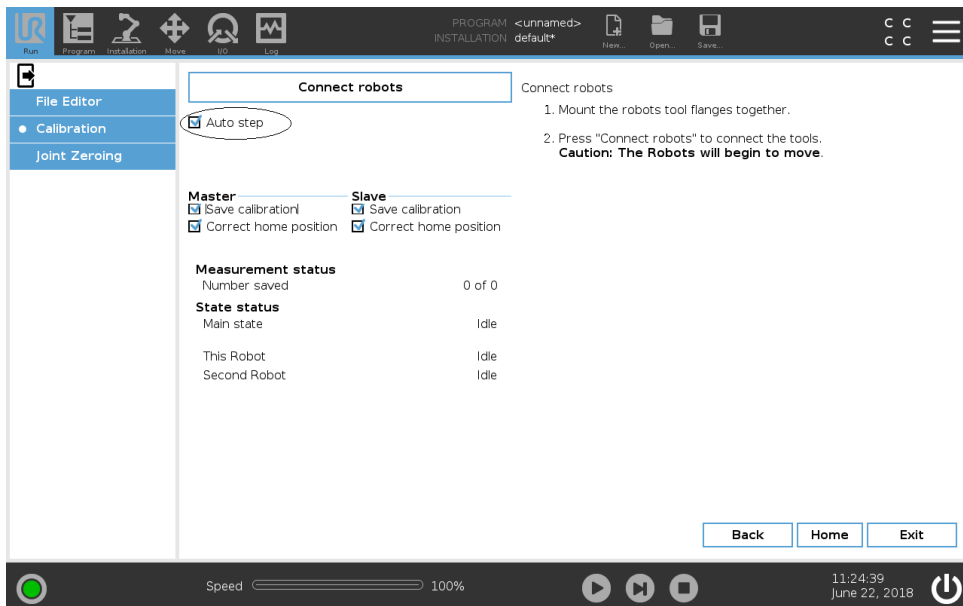 UR
PROGRAM <unnamed>
INSTALLATION default*
Run Program Installation Move I/O Log New... Open... Save...
C C
C C
File Editor
Calibration
Joint Zeroing
Connect robots
Auto step
Master Slave
Save calibration Save calibration
Correct home position Correct home position
Measurement status
Number saved 0 of 0
State status
Main state Idle
This Robot Idle
Second Robot Idle
Connect robots
1. Mount the robots tool flanges together.
2. Press "Connect robots" to connect the tools.
Caution: The Robots will begin to move.
Back Home Exit
Speed 100%
11:24:39
June 22, 2018